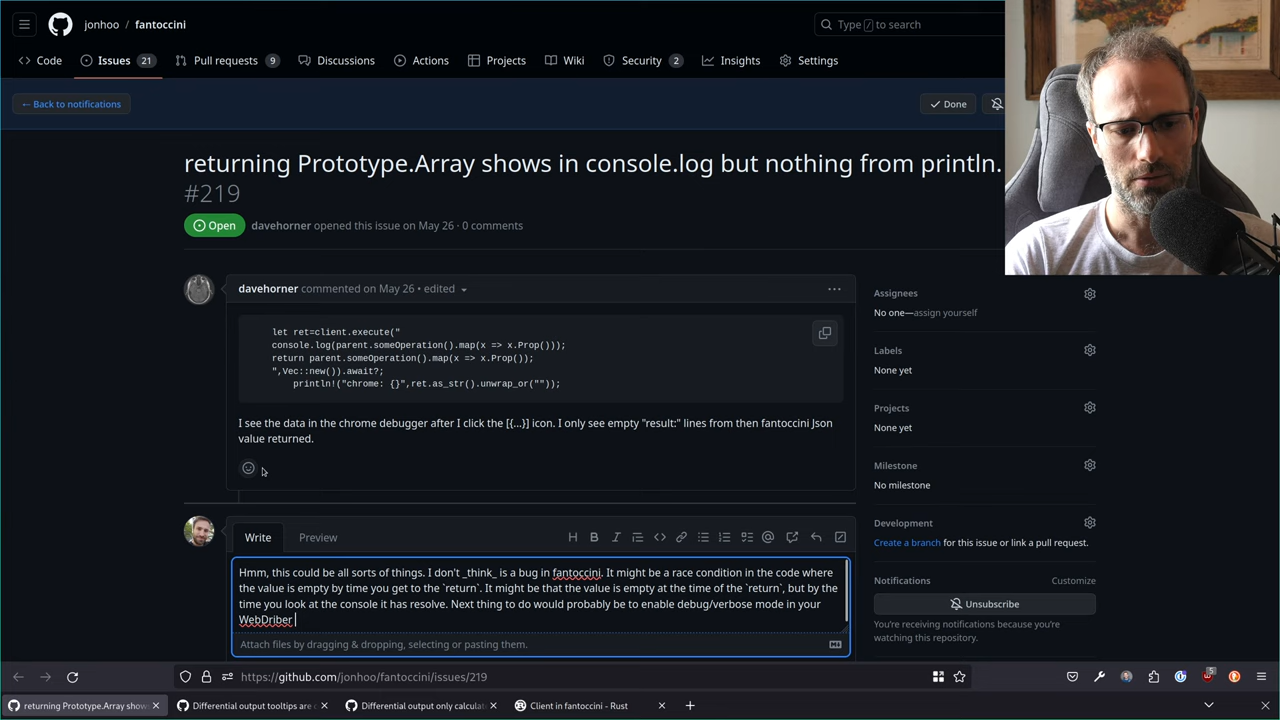 jonhoo / fantoccini
Type / to search
Code
Issues 21
Pull requests 9
Discussions
Actions
Projects
Wiki
Security 2
Insights
Settings
← Back to notifications
Done
returning Prototype.Array shows in console.log but nothing from println.
#219
Open
davehorner opened this issue on May 26 · 0 comments
davehorner commented on May 26 • edited
let ret=client.execute("
console.log(parent.someOperation().map(x => x.Prop()));
return parent.someOperation().map(x => x.Prop());
",Vec::new()).await?;
println!("chrome: {}",ret.as_str().unwrap_or(""));
I see the data in the chrome debugger after I click the [{...}] icon. I only see empty "result:" lines from then fantoccini Json
value returned.
Assignees
No one—assign yourself
Labels
None yet
Projects
None yet
Milestone
No milestone
Development
Create a branch for this issue or link a pull request.
Notifications
Customize
Unsubscribe
You're receiving notifications because you're
watching this repository.
Write
Preview
Hmm, this could be all sorts of things. I don't _think_ is a bug in fantoccini. It might be a race condition in the code where
the value is empty by time you get to the `return`. It might be that the value is empty at the time of the `return`, but by the
time you look at the console it has resolve. Next thing to do would probably be to enable debug/verbose mode in your
WebDriber
Attach files by dragging & dropping, selecting or pasting them.
https://github.com/jonhoo/fantoccini/issues/219
5
returning Prototype.Array show
Differential output tooltips are
Differential output only calculat
Client in fantoccini - Rust